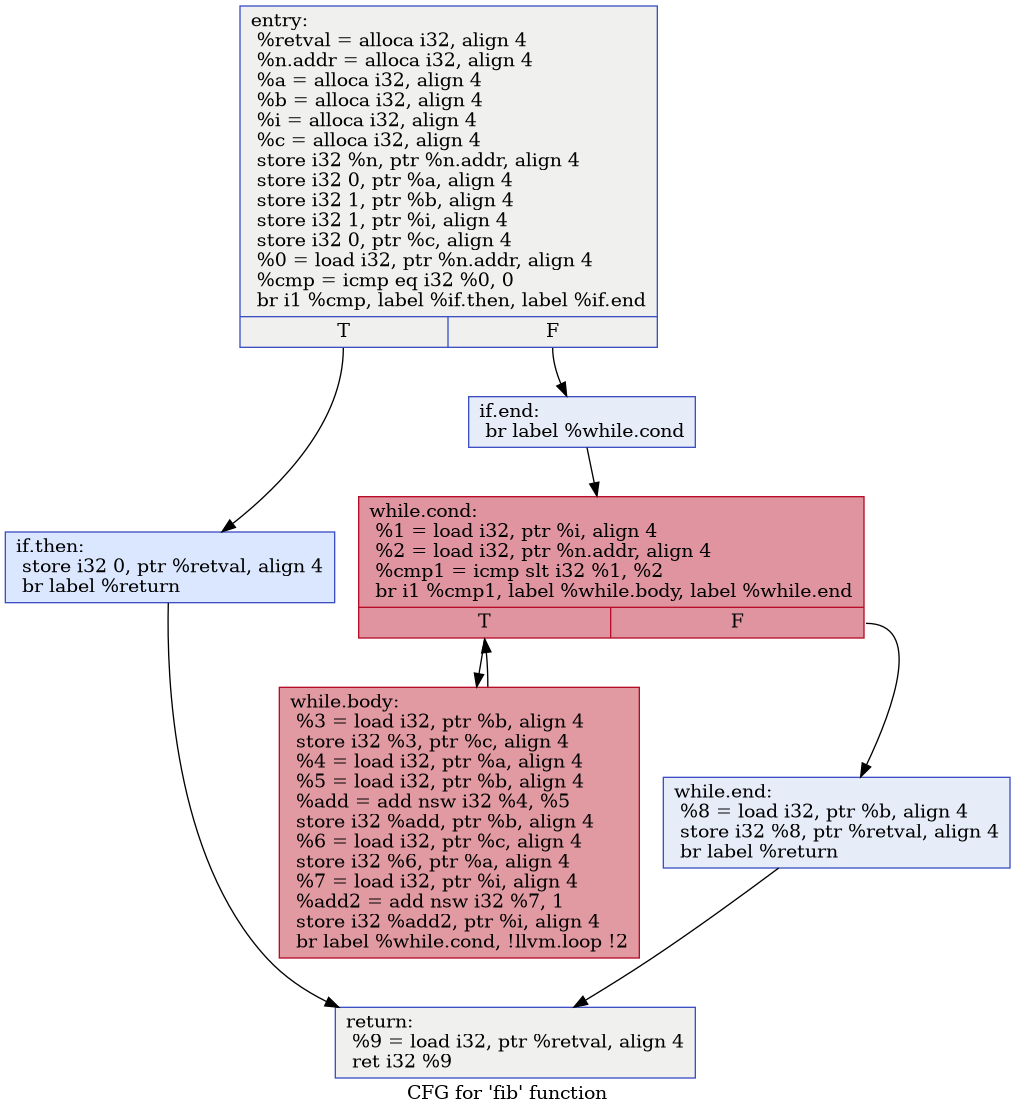 entry:
%retval = alloca i32, align 4
%n.addr = alloca i32, align 4
%a = alloca i32, align 4
%b = alloca i32, align 4
%i = alloca i32, align 4
%c = alloca i32, align 4
store i32 %n, ptr %n.addr, align 4
store i32 0, ptr %a, align 4
store i32 1, ptr %b, align 4
store i32 1, ptr %i, align 4
store i32 0, ptr %c, align 4
%0 = load i32, ptr %n.addr, align 4
%cmp = icmp eq i32 %0, 0
br i1 %cmp, label %if.then, label %if.end
T F
if.end:
br label %while.cond
if.then:
store i32 0, ptr %retval, align 4
br label %return
while.cond:
%1 = load i32, ptr %i, align 4
%2 = load i32, ptr %n.addr, align 4
%cmp1 = icmp slt i32 %1, %2
br i1 %cmp1, label %while.body, label %while.end
T F
while.body:
%3 = load i32, ptr %b, align 4
store i32 %3, ptr %c, align 4
%4 = load i32, ptr %a, align 4
%5 = load i32, ptr %b, align 4
%add = add nsw i32 %4, %5
store i32 %add, ptr %b, align 4
%6 = load i32, ptr %c, align 4
store i32 %6, ptr %a, align 4
%7 = load i32, ptr %i, align 4
%add2 = add nsw i32 %7, 1
store i32 %add2, ptr %i, align 4
br label %while.cond, !llvm.loop !2
while.end:
%8 = load i32, ptr %b, align 4
store i32 %8, ptr %retval, align 4
br label %return
return:
%9 = load i32, ptr %retval, align 4
ret i32 %9
CFG for 'fib' function